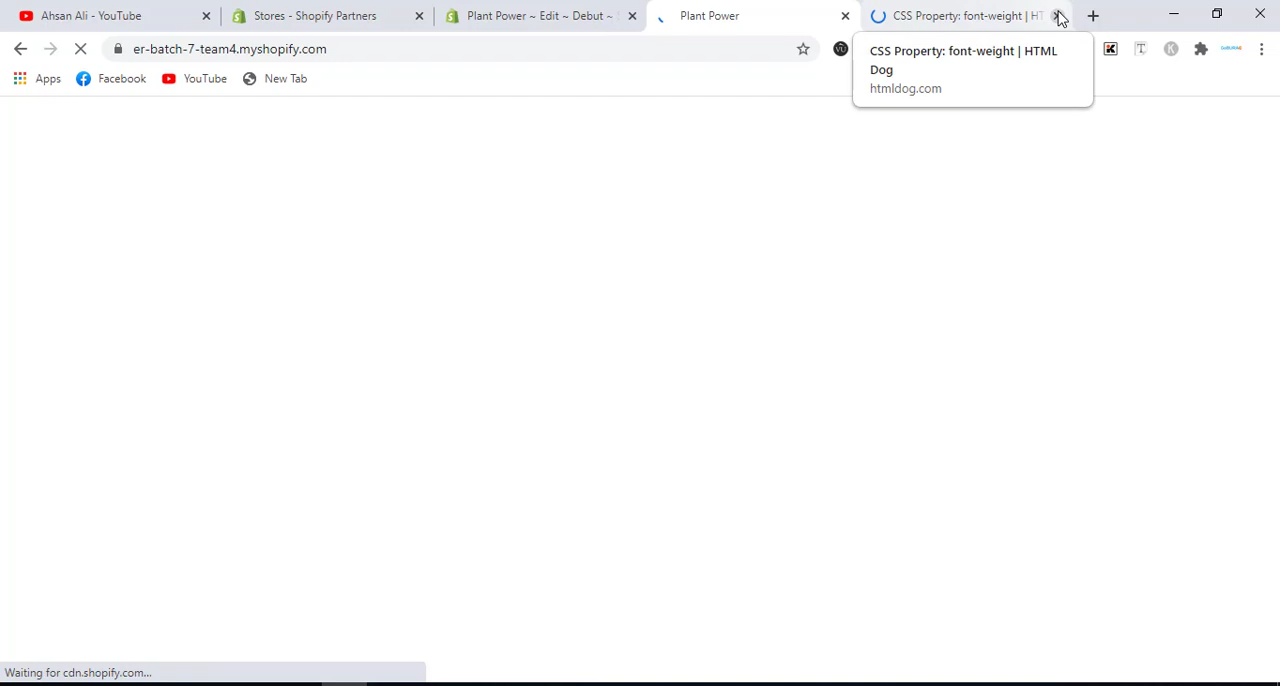 Ahsan Ali - YouTube
Stores - Shopify Partners
Plant Power ~ Edit ~ Debut ~
Plant Power
CSS Property: font-weight | HT
er-batch-7-team4.myshopify.com
CSS Property: font-weight | HTML
Dog
htmldog.com
Apps
Facebook
YouTube
New Tab
Waiting for cdn.shopify.com...